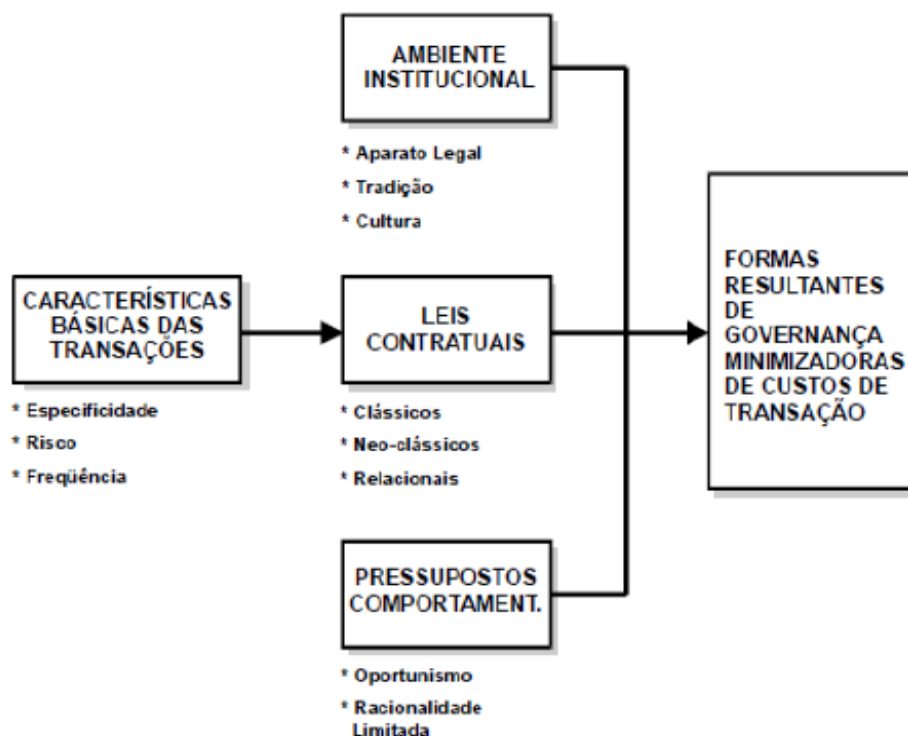 AMBIENTE
INSTITUCIONAL
* Aparato Legal
* Tradição
* Cultura
CARACTERÍSTICAS
BÁSICAS DAS
TRANSAÇÕES
* Especificidade
* Risco
* Freqüência
LEIS
CONTRATUAIS
* Clássicos
* Neo-clássicos
* Relacionais
PRESSUPOSTOS
COMPORTAMENT.
* Oportunismo
* Racionalidade
Limitada
FORMAS
RESULTANTES
DE
GOVERNANÇA
MINIMIZADORAS
DE CUSTOS DE
TRANSAÇÃO